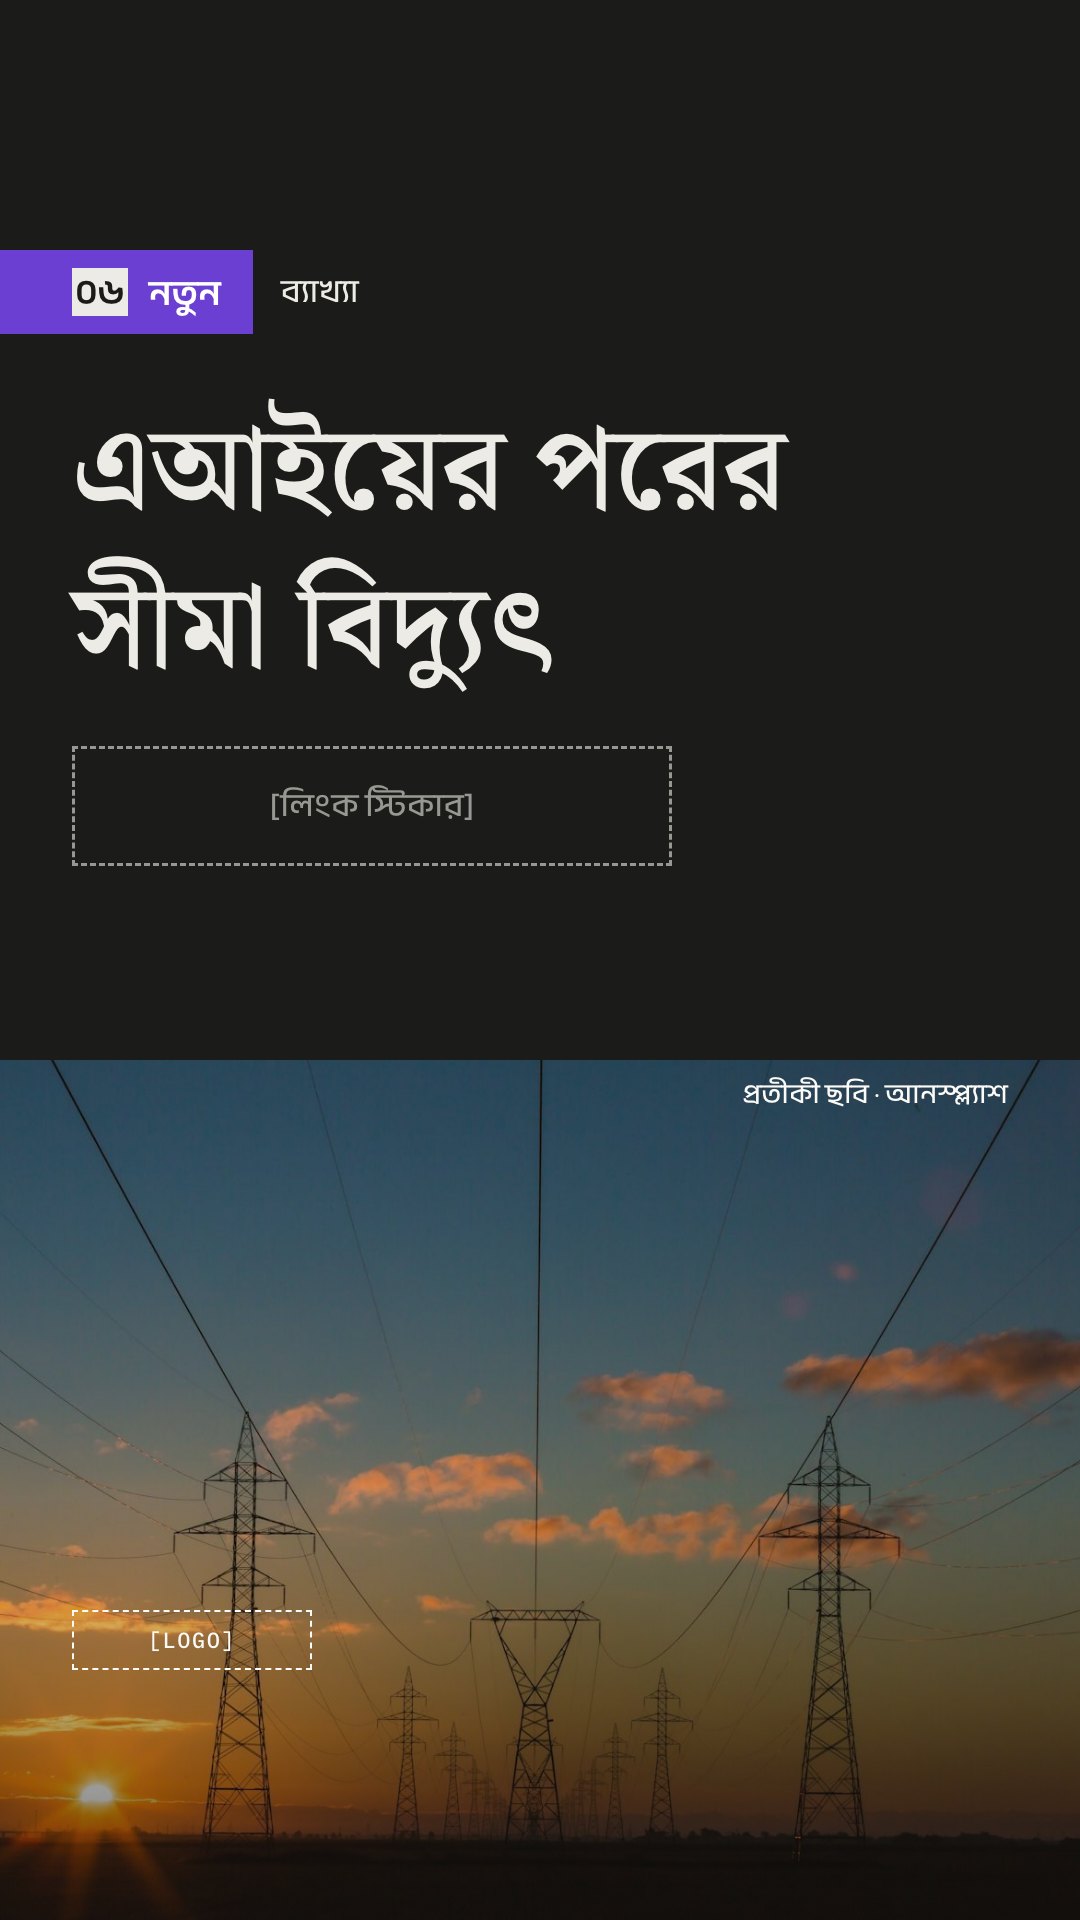 ০৬ নতুন ব্যাখ্যা
এআইয়ের পরের
সীমা বিদ্যুৎ
[লিংক স্টিকার]
প্রতীকী ছবি · আনস্প্ল্যাশ
[LOGO]